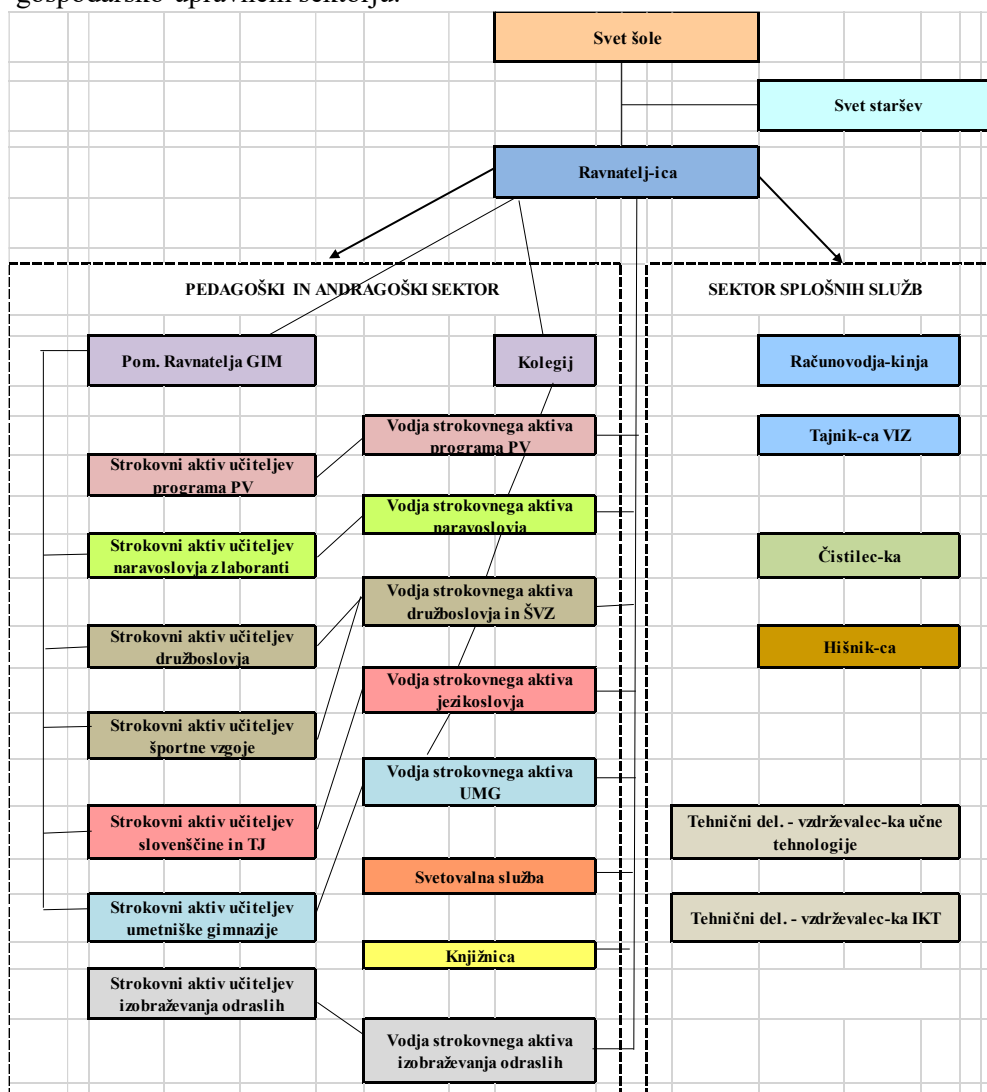 gospodarsko-upravnem sektorju.
Svet šole
Svet staršev
Ravnatelj-ica
PEDAGOŠKI IN ANDRAGOŠKI SEKTOR
SEKTOR SPLOŠNIH SLUŽB
Pom. Ravnatelja GIM
Kolegij
Računovodja-kinja
Vodja strokovnega aktiva
programa PV
Tajnik-ca VIZ
Strokovni aktiv učiteljev
programa PV
Vodja strokovnega aktiva
naravoslovja
Strokovni aktiv učiteljev
naravoslovja z laboranti
Čistilec-ka
Vodja strokovnega aktiva
družboslovja in ŠVZ
Strokovni aktiv učiteljev
družboslovja
Hišnik-ca
Vodja strokovnega aktiva
jezikoslovja
Strokovni aktiv učiteljev
športne vzgoje
Vodja strokovnega aktiva
UMG
Strokovni aktiv učiteljev
slovenščine in TJ
Tehnični del. - vzdrževalec-ka učne
tehnologije
Svetovalna služba
Strokovni aktiv učiteljev
umetniške gimnazije
Tehnični del. - vzdrževalec-ka IKT
Knjižnica
Strokovni aktiv učiteljev
izobraževanja odraslih
Vodja strokovnega aktiva
izobraževanja odraslih